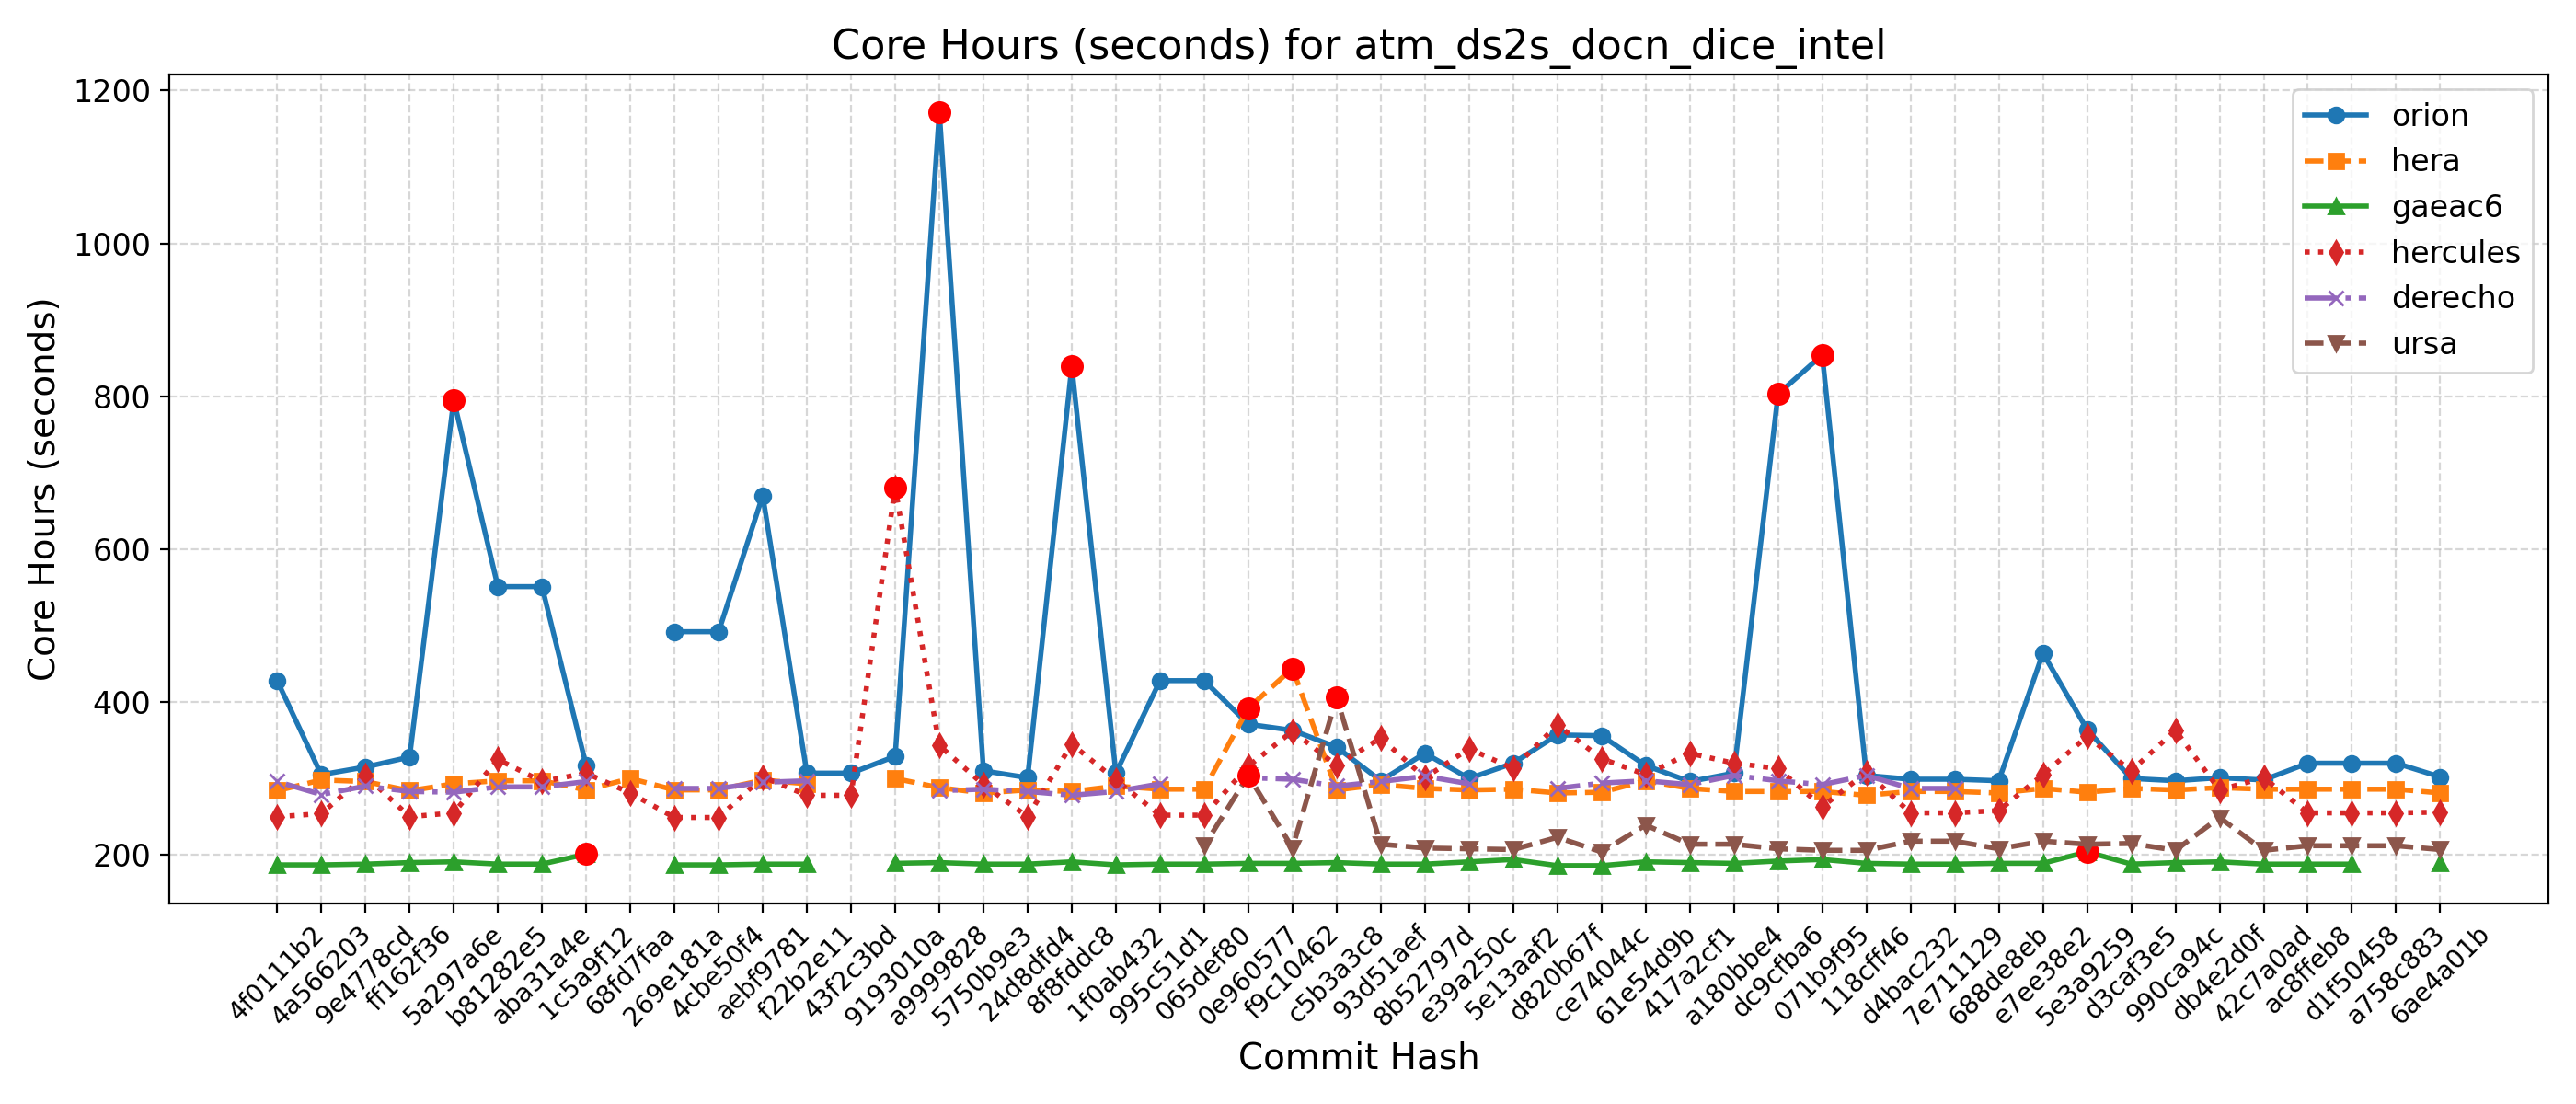 Core Hours (seconds) for atm_ds2s_docn_dice_intel
Core Hours (seconds)
1200
1000
800
600
400
200
orion
hera
gaeac6
hercules
derecho
ursa
4f0111b2
4a566203
9e4778cd
ff162f36
5a297a6e
b81282e5
aba31a4e
1c5a9f12
68fd7faa
269e181a
4cbe50f4
aebf9781
f22b2e11
43f2c3bd
9193010a
a9999828
5750b9e3
24d8dfd4
8f8fddc8
1f0ab432
995c51d1
065def80
0e960577
f9c10462
c5b3a3c8
93d51aef
8b52797d
e39a250c
5e13aaf2
d820b67f
ce74044c
61e54d9b
417a2cf1
a180bbe4
dc9cfba6
071b9f95
118cff46
d4bac232
7e711129
688de8eb
e7ee38e2
5e3a9259
d3caf3e5
990ca94c
db4e2d0f
42c7a0ad
ac8ffeb8
d1f50458
a758c883
6ae4a01b
Commit Hash